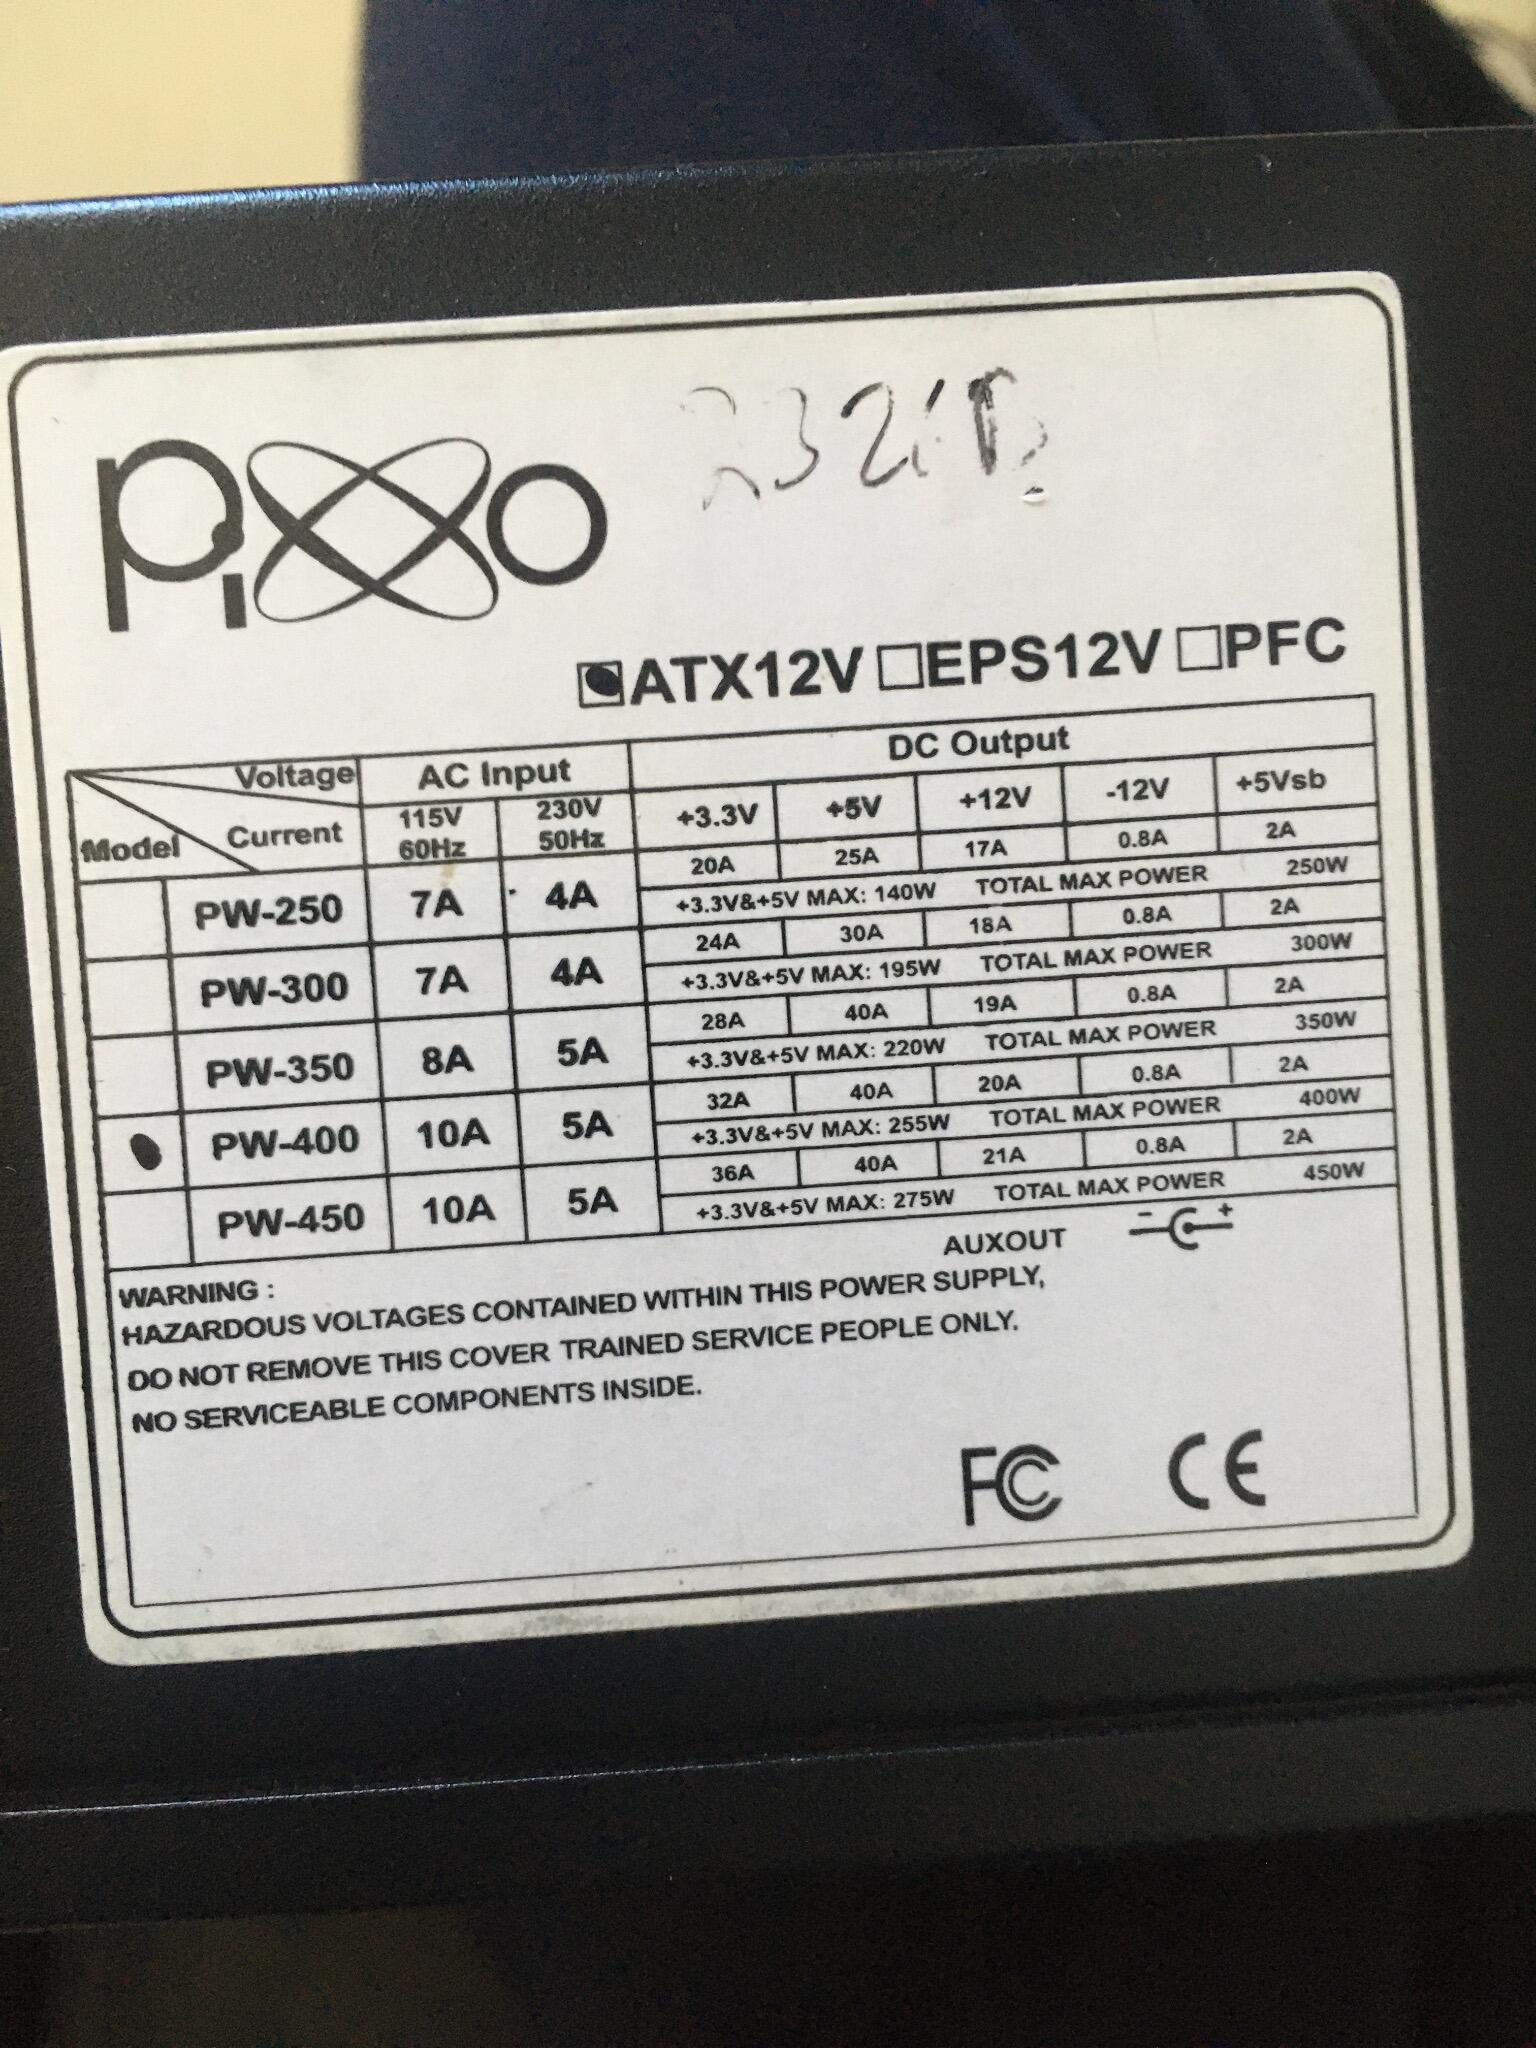 Pixxo
ATX12V EPS12V PFC
Voltage AC Input DC Output
Model Current 115V 60Hz 230V 50Hz +3.3V +5V +12V -12V +5Vsb
PW-250 7A 4A 20A 25A 17A 0.8A 2A
+3.3V&+5V MAX: 140W TOTAL MAX POWER 250W
PW-300 7A 4A 24A 30A 18A 0.8A 2A
+3.3V&+5V MAX: 195W TOTAL MAX POWER 300W
PW-350 8A 5A 28A 40A 19A 0.8A 2A
+3.3V&+5V MAX: 220W TOTAL MAX POWER 350W
PW-400 10A 5A 32A 40A 20A 0.8A 2A
+3.3V&+5V MAX: 255W TOTAL MAX POWER 400W
PW-450 10A 5A 36A 40A 21A 0.8A 2A
+3.3V&+5V MAX: 275W TOTAL MAX POWER 450W
AUXOUT - +
WARNING :
HAZARDOUS VOLTAGES CONTAINED WITHIN THIS POWER SUPPLY,
DO NOT REMOVE THIS COVER TRAINED SERVICE PEOPLE ONLY.
NO SERVICEABLE COMPONENTS INSIDE.
FC CE